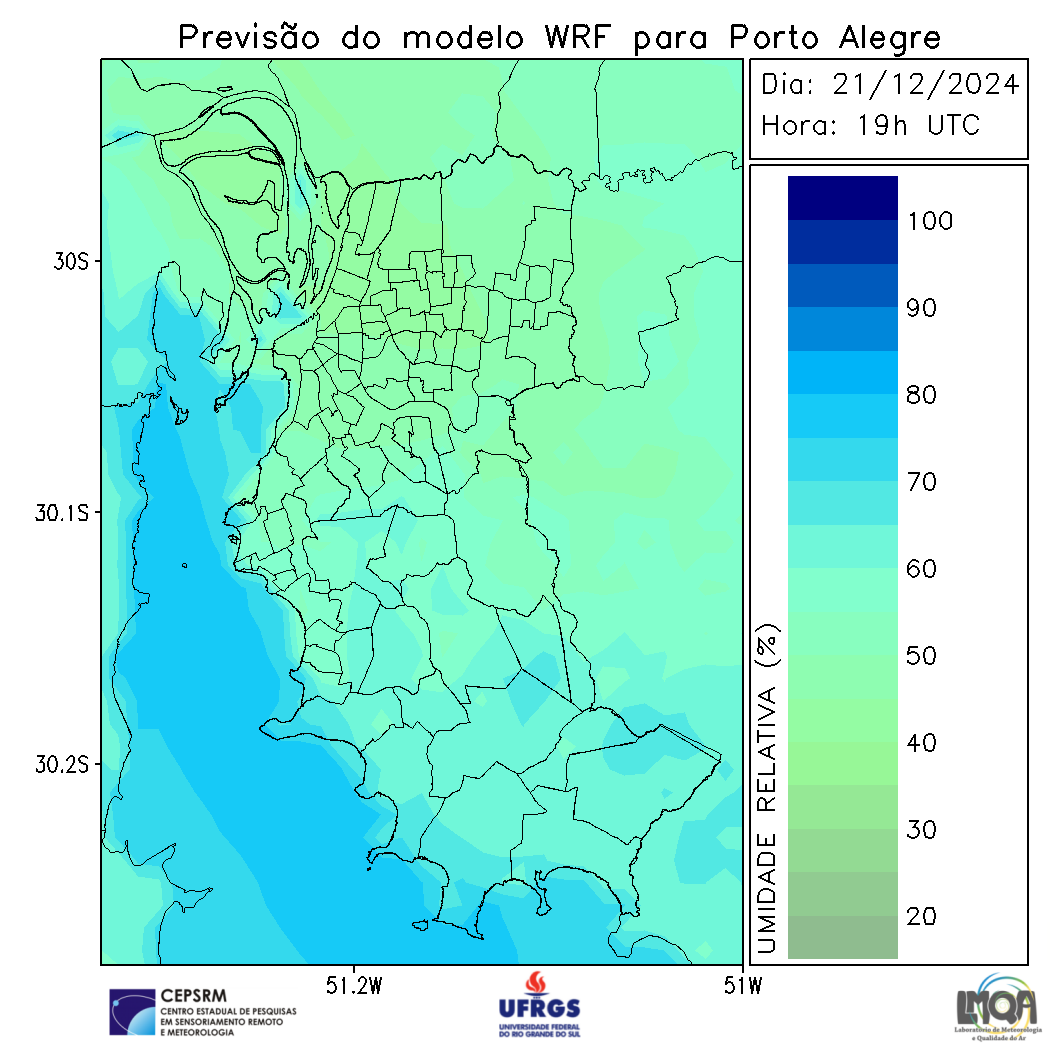 Previsão do modelo WRF para Porto Alegre
Dia: 21/12/2024
Hora: 19h UTC
30S
30.1S
30.2S
51.2W
51W
100
90
80
70
60
50
40
30
20
UMIDADE RELATIVA (%)
CEPSRM
CENTRO ESTADUAL DE PESQUISAS
EM SENSORIAMENTO REMOTO
E METEOROLOGIA
UFRGS
UNIVERSIDADE FEDERAL
DO RIO GRANDE DO SUL
LMQA
Laboratório de Meteorologia
e Qualidade do Ar